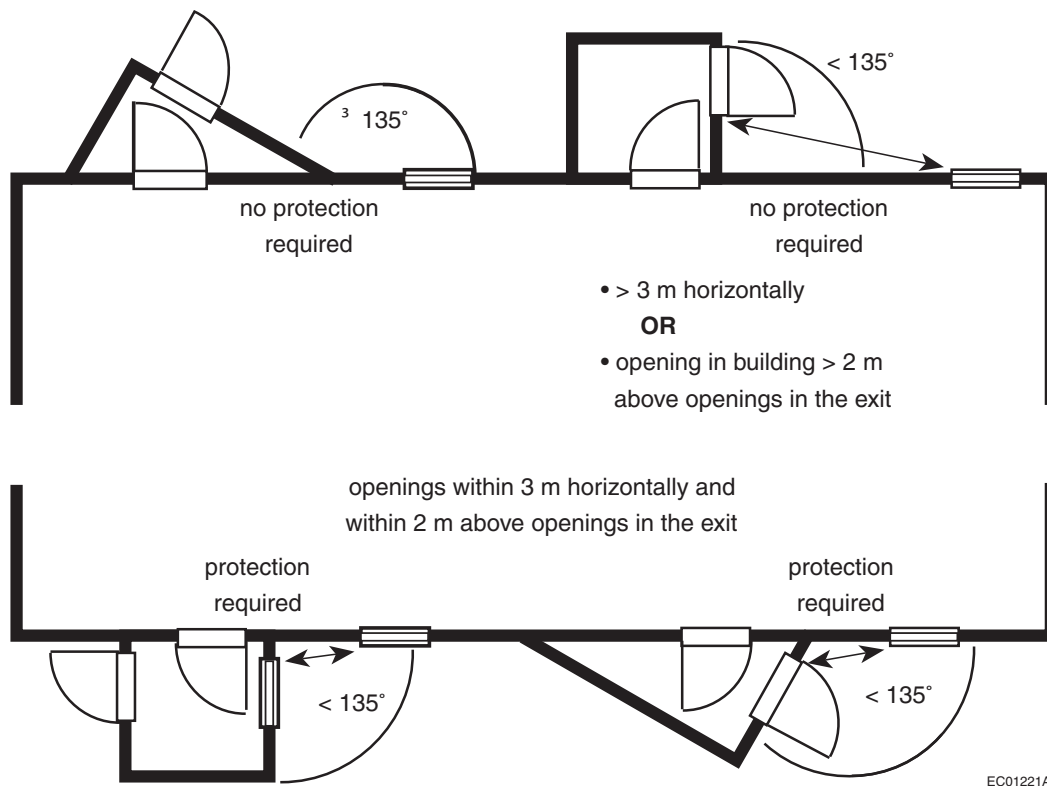 < 135˚
³ 135˚
no protection
required
no protection
required
• > 3 m horizontally
OR
• opening in building > 2 m
above openings in the exit
openings within 3 m horizontally and
within 2 m above openings in the exit
protection
required
protection
required
< 135˚
< 135˚
EC01221A